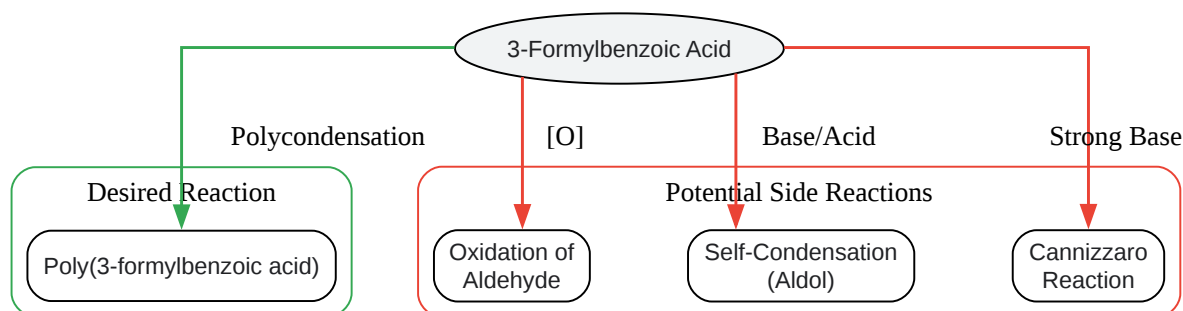 3-Formylbenzoic Acid
Polycondensation
[O]
Base/Acid
Strong Base
Desired Reaction
Potential Side Reactions
Poly(3-formylbenzoic acid)
Oxidation of
Aldehyde
Self-Condensation
(Aldol)
Cannizzaro
Reaction